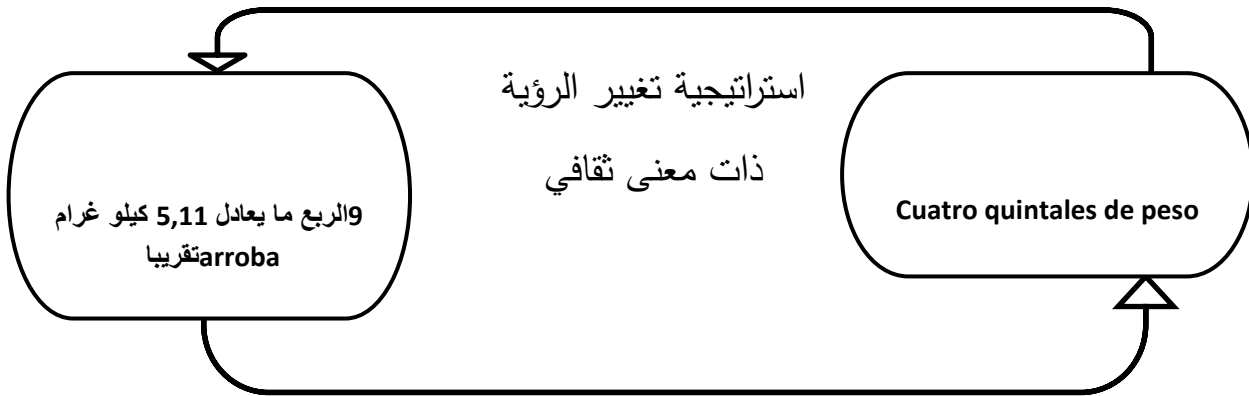 استراتيجية تغيير الرؤية
ذات معنى ثقافي
Cuatro quintales de peso
9الربع ما يعادل 5,11 كيلو غرام
arrobaتقريبا